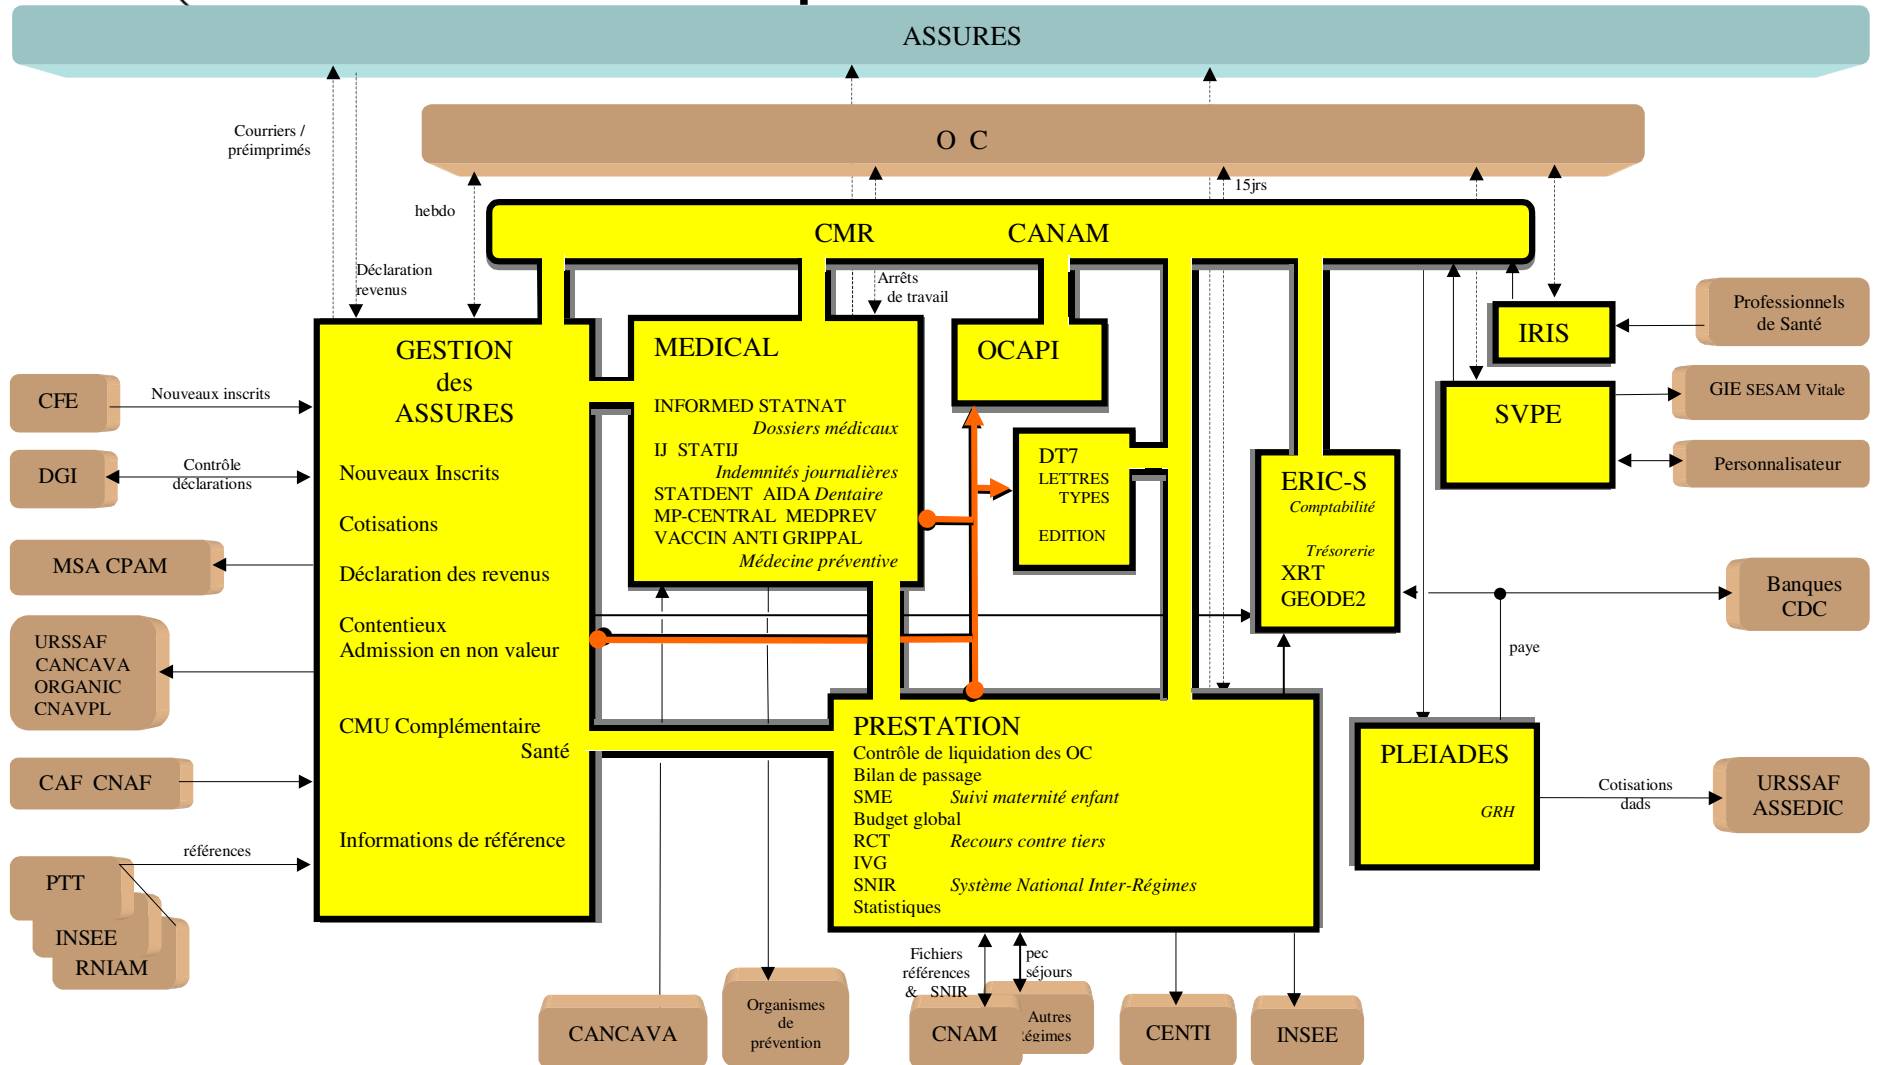 ASSURES
O C
Courriers /
préimprimés
hebdo
15jrs
CMR CANAM
Déclaration
revenus
Arrêts
de travail
GESTION
des
ASSURES
Nouveaux Inscrits
Cotisations
Déclaration des revenus
Contentieux
Admission en non valeur
CMU Complémentaire
Santé
Informations de référence
MEDICAL
INFORMED STATNAT
Dossiers médicaux
IJ STATIJ
Indemnités journalières
STATDENT AIDA Dentaire
MP-CENTRAL MEDPREV
VACCIN ANTI GRIPPAL
Médecine préventive
OCAPI
DT7
LETTRES
TYPES
EDITION
ERIC-S
Comptabilité
Trésorerie
XRT
GEODE2
IRIS
SVPE
Professionnels
de Santé
GIE SESAM Vitale
Personnalisateur
Banques
CDC
paye
PLEIADES
GRH
Cotisations
dads
URSSAF
ASSEDIC
CFE
Nouveaux inscrits
DGI
Contrôle
déclarations
MSA CPAM
URSSAF
CANCAVA
ORGANIC
CNAVPL
CAF CNAF
références
PTT
INSEE
RNIAM
PRESTATION
Contrôle de liquidation des OC
Bilan de passage
SME Suivi maternité enfant
Budget global
RCT Recours contre tiers
IVG
SNIR Système National Inter-Régimes
Statistiques
Fichiers
références
& SNIR
pec
séjours
CANCAVA
Organismes
de
prévention
CNAM
Autres
égimes
CENTI
INSEE